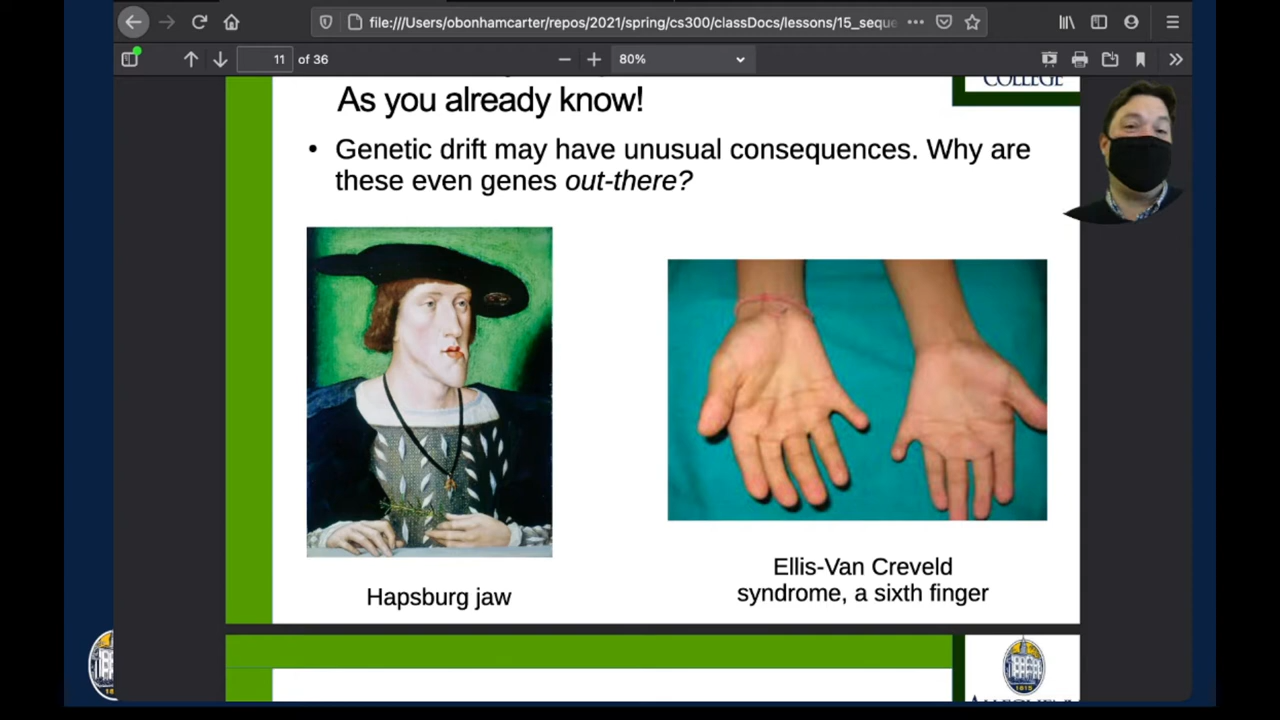 file:///Users/obonhamcarter/repos/2021/spring/cs300/classDocs/lessons/15_seque
11 of 36
80%
COLLEGE
As you already know!
• Genetic drift may have unusual consequences. Why are
these even genes out-there?
Hapsburg jaw
Ellis-Van Creveld
syndrome, a sixth finger
1815